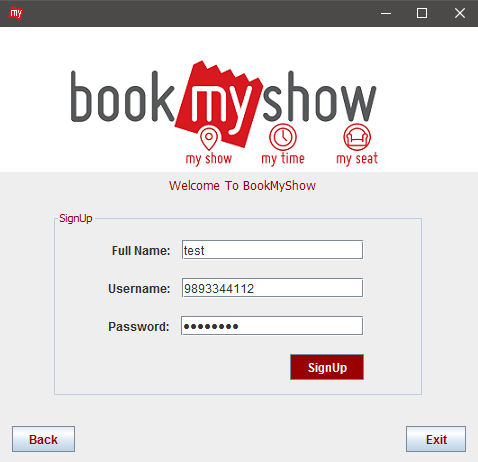 my
bookmyshow
my show my time my seat
Welcome To BookMyShow
SignUp
Full Name: test
Username: 9893344112
Password: ●●●●●●●●
SignUp
Back Exit